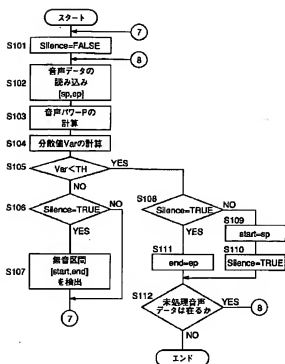 スタート
7
S101
Silence=FALSE
8
S102
音声データの
読み込み
[sp,ep]
S103
音声パワーPの
計算
S104
分散値Varの計算
S105
Var<TH
YES
NO
S106
Silence=TRUE
NO
YES
S107
無音区間
[start,end]
を検出
7
S108
Silence=TRUE
NO
YES
S109
start=sp
S110
Silence=TRUE
S111
end=ep
S112
未処理音声
データは在るか
YES
8
NO
エンド